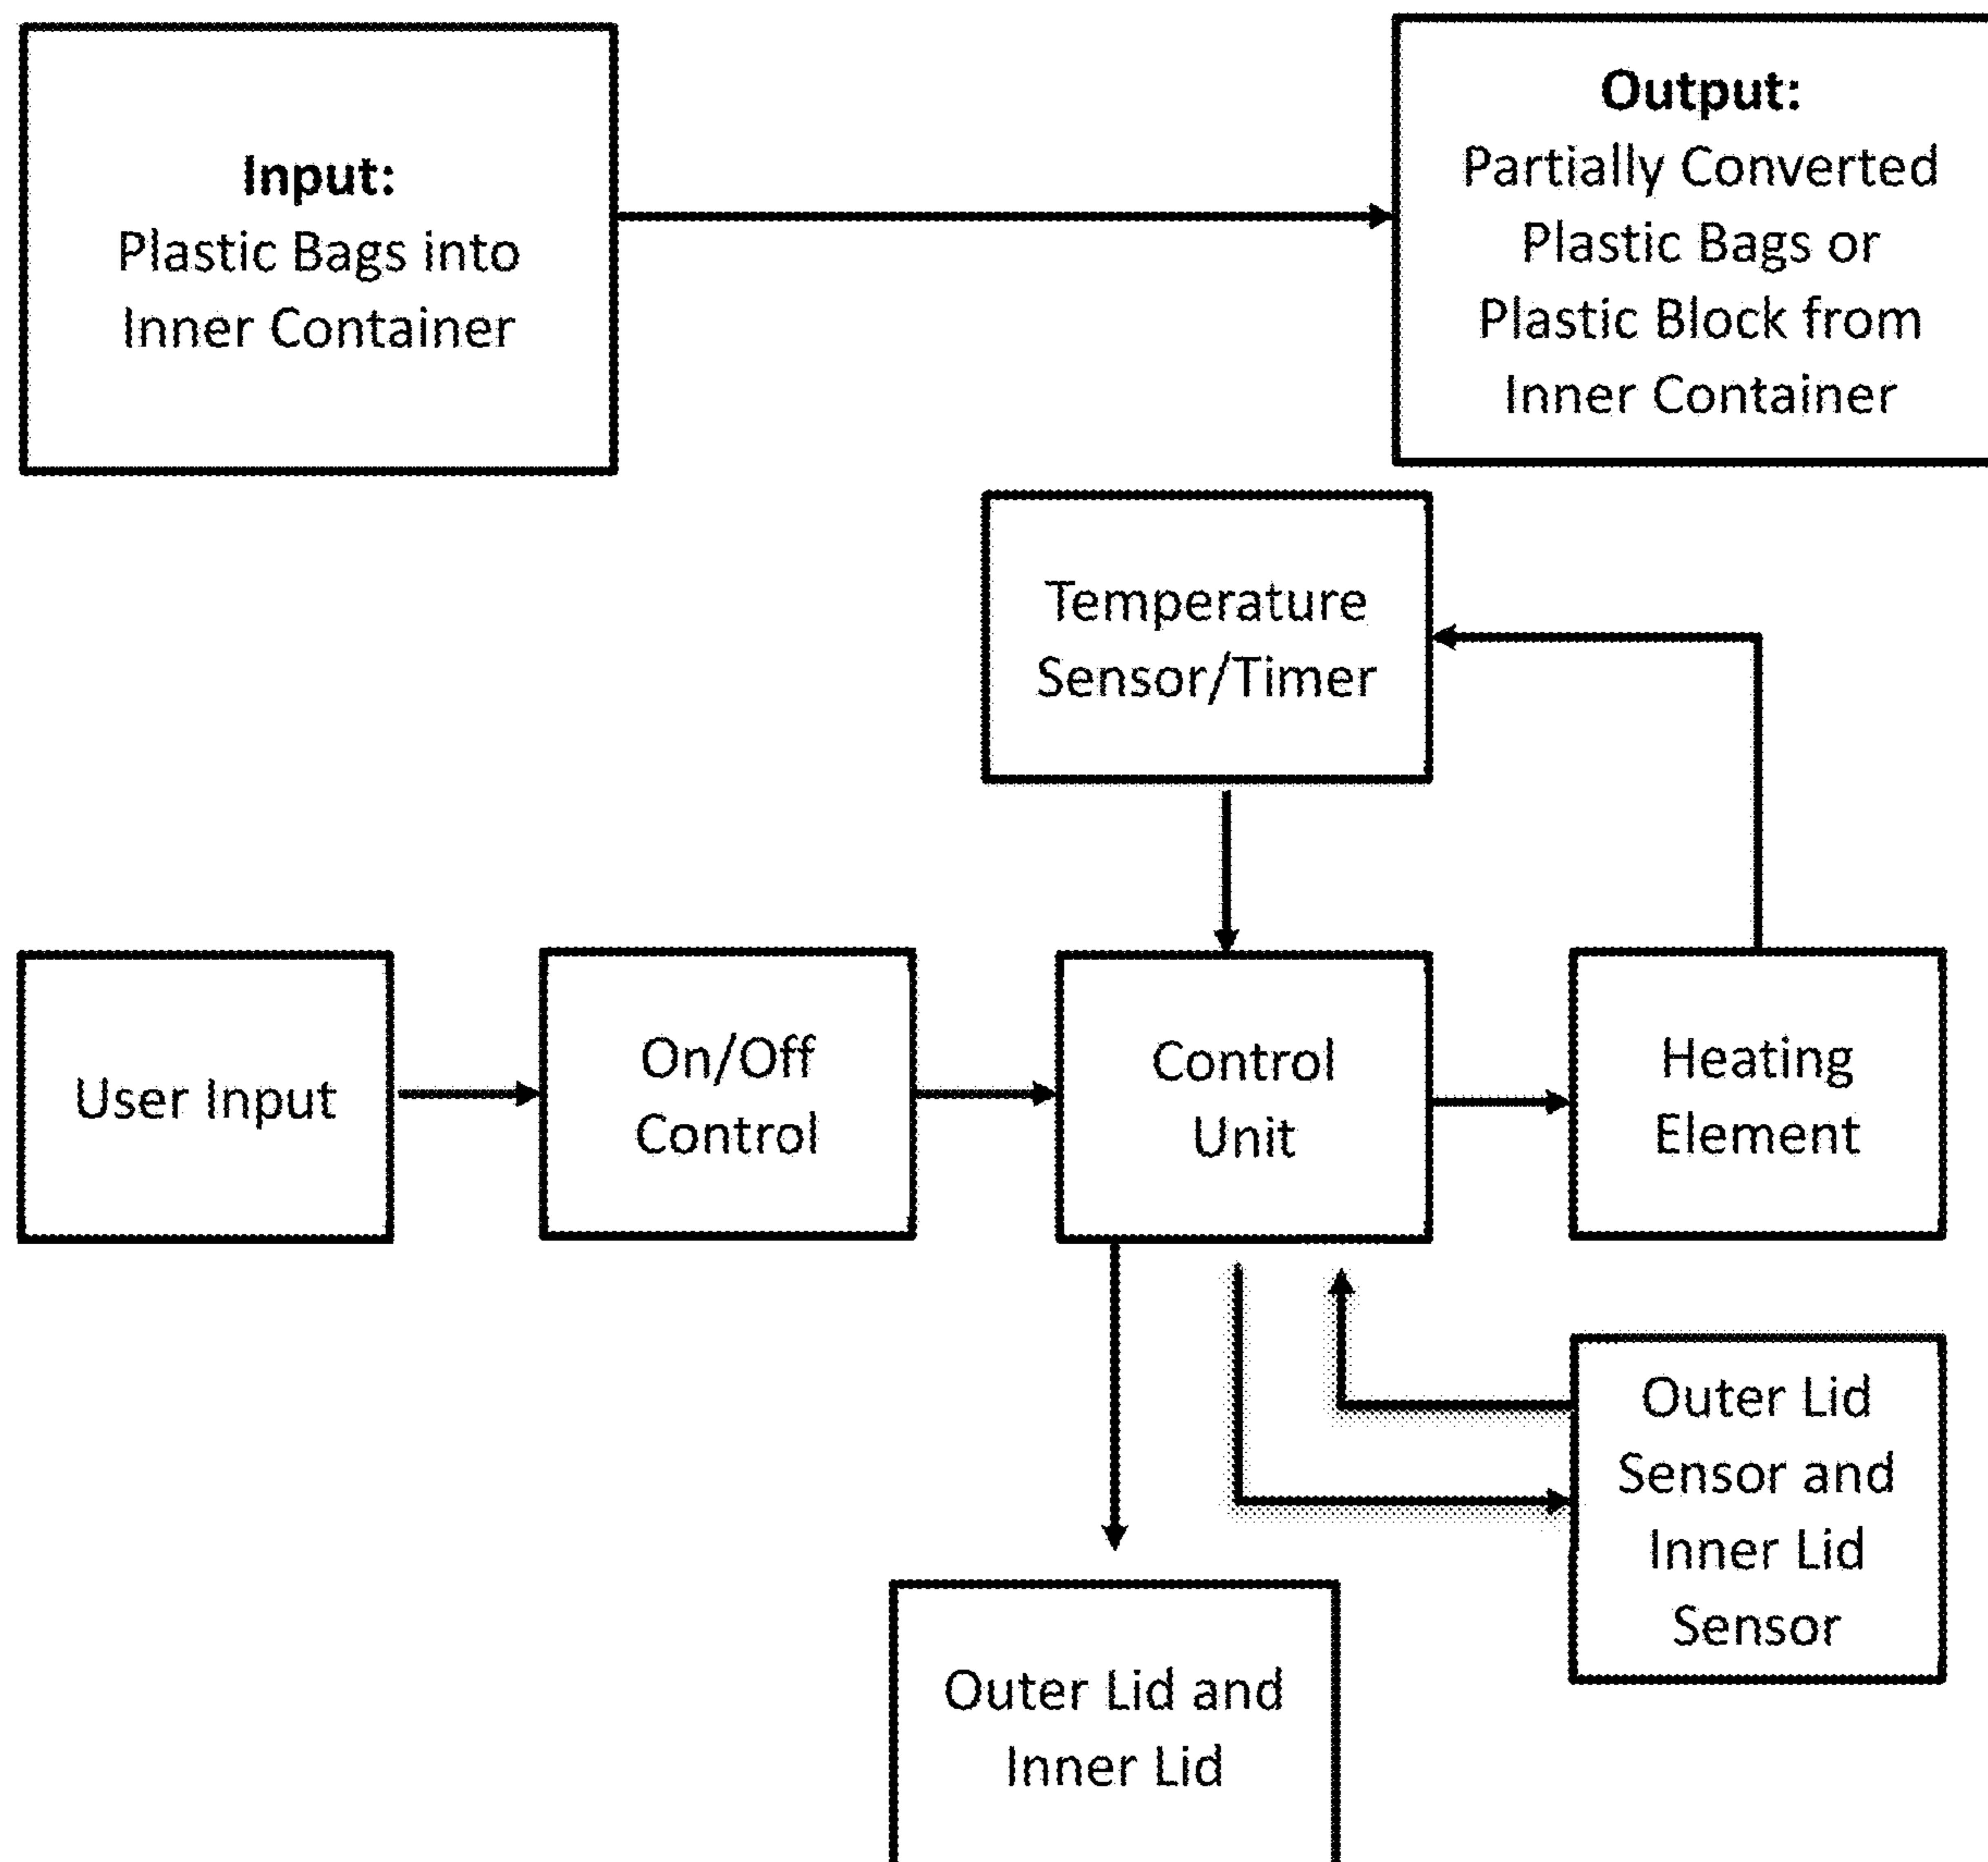 Input:
Plastic Bags into
Inner Container
Output:
Partially Converted
Plastic Bags or
Plastic Block from
Inner Container
Temperature
Sensor/Timer
User Input
On/Off
Control
Control
Unit
Heating
Element
Outer Lid
Sensor and
Inner Lid
Sensor
Outer Lid and
Inner Lid